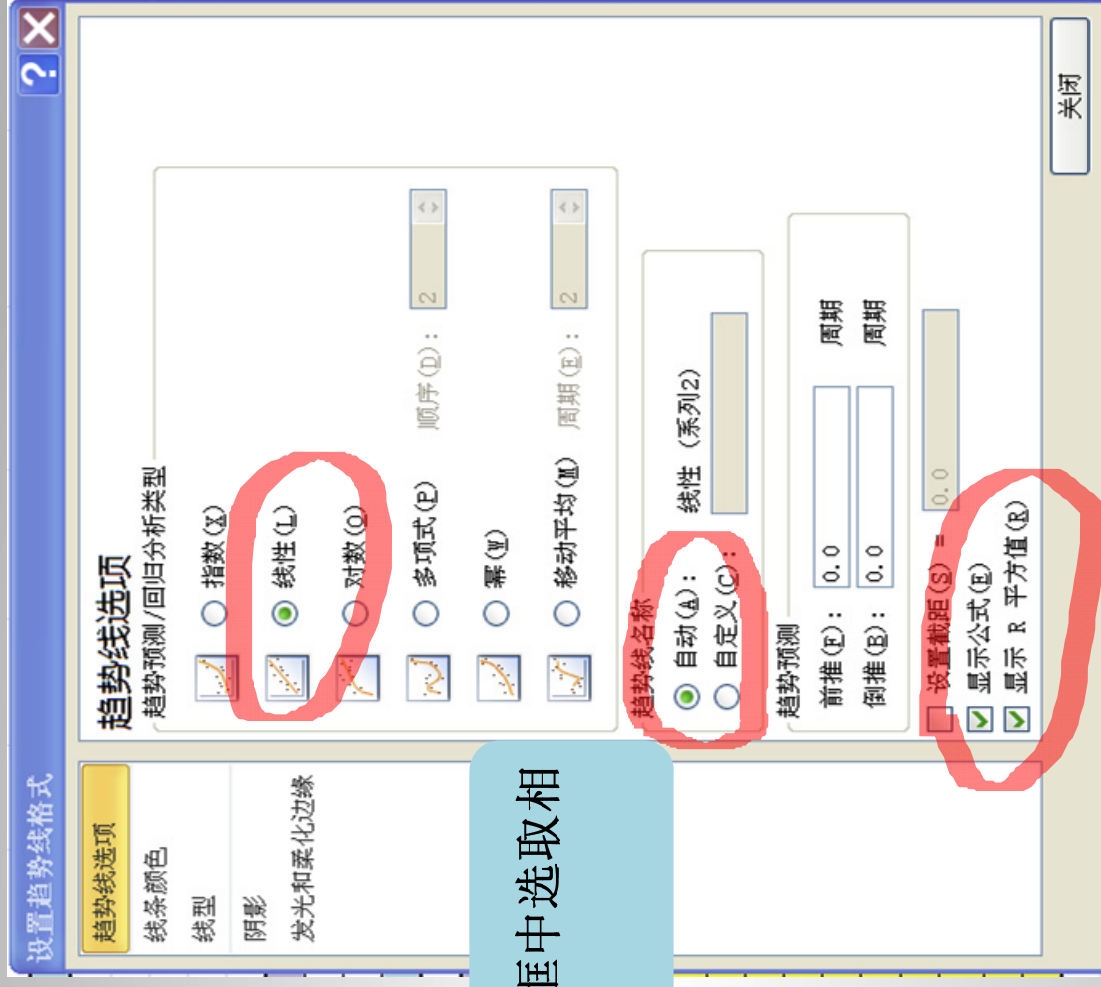 设置趋势线格式
趋势线选项
线条颜色
线型
阴影
发光和柔化边缘
趋势线选项
趋势预测/回归分析类型
指数(X)
线性(L)
对数(O)
多项式(P) 顺序(D): 2
幂(W)
移动平均(M) 周期(E): 2
趋势线名称
自动(A): 线性 (系列2)
自定义(C):
趋势预测
前推(F): 0.0 周期
倒推(B): 0.0 周期
设置截距(S) = 0.0
显示公式(E)
显示 R 平方值(R)
关闭
中选取相